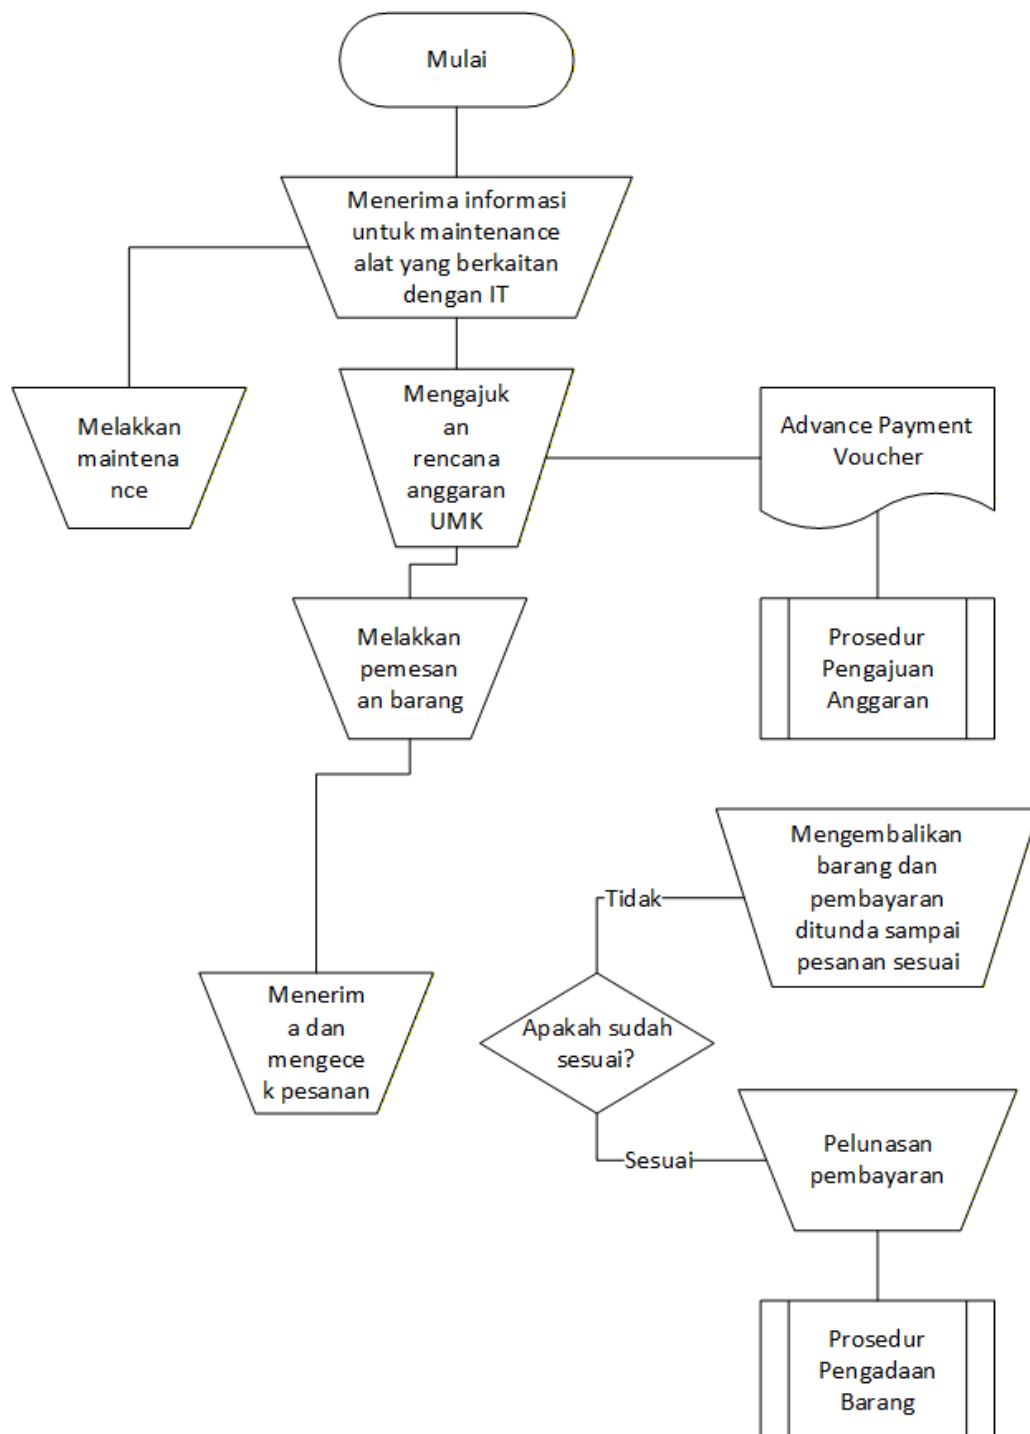 Mulai
Menerima informasi
untuk maintenance
alat yang berkaitan
dengan IT
Melakkan
maintena
nce
Mengajuk
an
rencana
anggaran
UMK
Advance Payment
Voucher
Melakkan
pemesan
an barang
Prosedur
Pengajuan
Anggaran
Mengembalikan
barang dan
pembayaran
ditunda sampai
pesanan sesuai
Tidak
Menerim
a dan
mengece
k pesanan
Apakah sudah
sesuai?
Sesuai
Pelunasan
pembayaran
Prosedur
Pengadaan
Barang